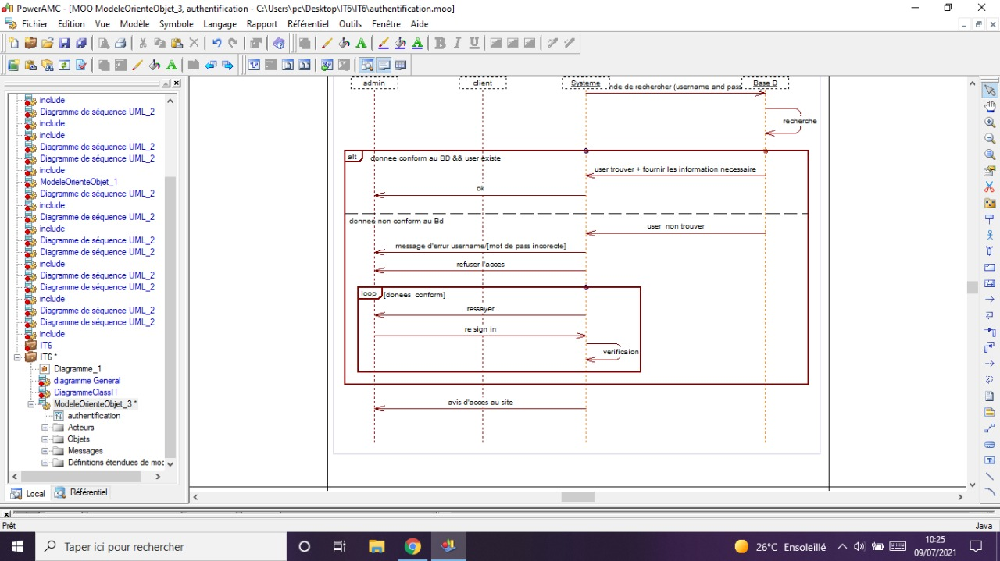 PowerAMC - [MOO ModeleOrienteObjet_3, authentification - C:\Users\pc\Desktop\IT6\IT6\authentification.moo]
Fichier Edition Vue Modèle Symbole Langage Rapport Référentiel Outils Fenêtre Aide
include
Diagramme de séquence UML_2
include
include
Diagramme de séquence UML_2
Diagramme de séquence UML_2
include
ModeleOrienteObjet_1
Diagramme de séquence UML_2
include
Diagramme de séquence UML_2
include
Diagramme de séquence UML_2
Diagramme de séquence UML_2
include
Diagramme de séquence UML_2
Diagramme de séquence UML_2
include
Diagramme de séquence UML_2
Diagramme de séquence UML_2
include
IT6
IT6 *
Diagramme_1
diagramme General
DiagrammeClassIT
ModeleOrienteObjet_3 *
authentification
Acteurs
Objets
Messages
Définitions étendues de moc
Local Référentiel
admin client Systeme Base D
nde de rechercher (username and pass
recherche
alt donnee conform au BD && user existe
user trouver + fournir les information necessaire
ok
donnee non conform au Bd
user non trouver
message d'errur username/[mot de pass incorecte]
refuser l'acces
loop [donees conform]
ressayer
re sign in
verificaion
avis d'acces au site
Prêt Java
Taper ici pour rechercher
26°C Ensoleillé
10:25
09/07/2021